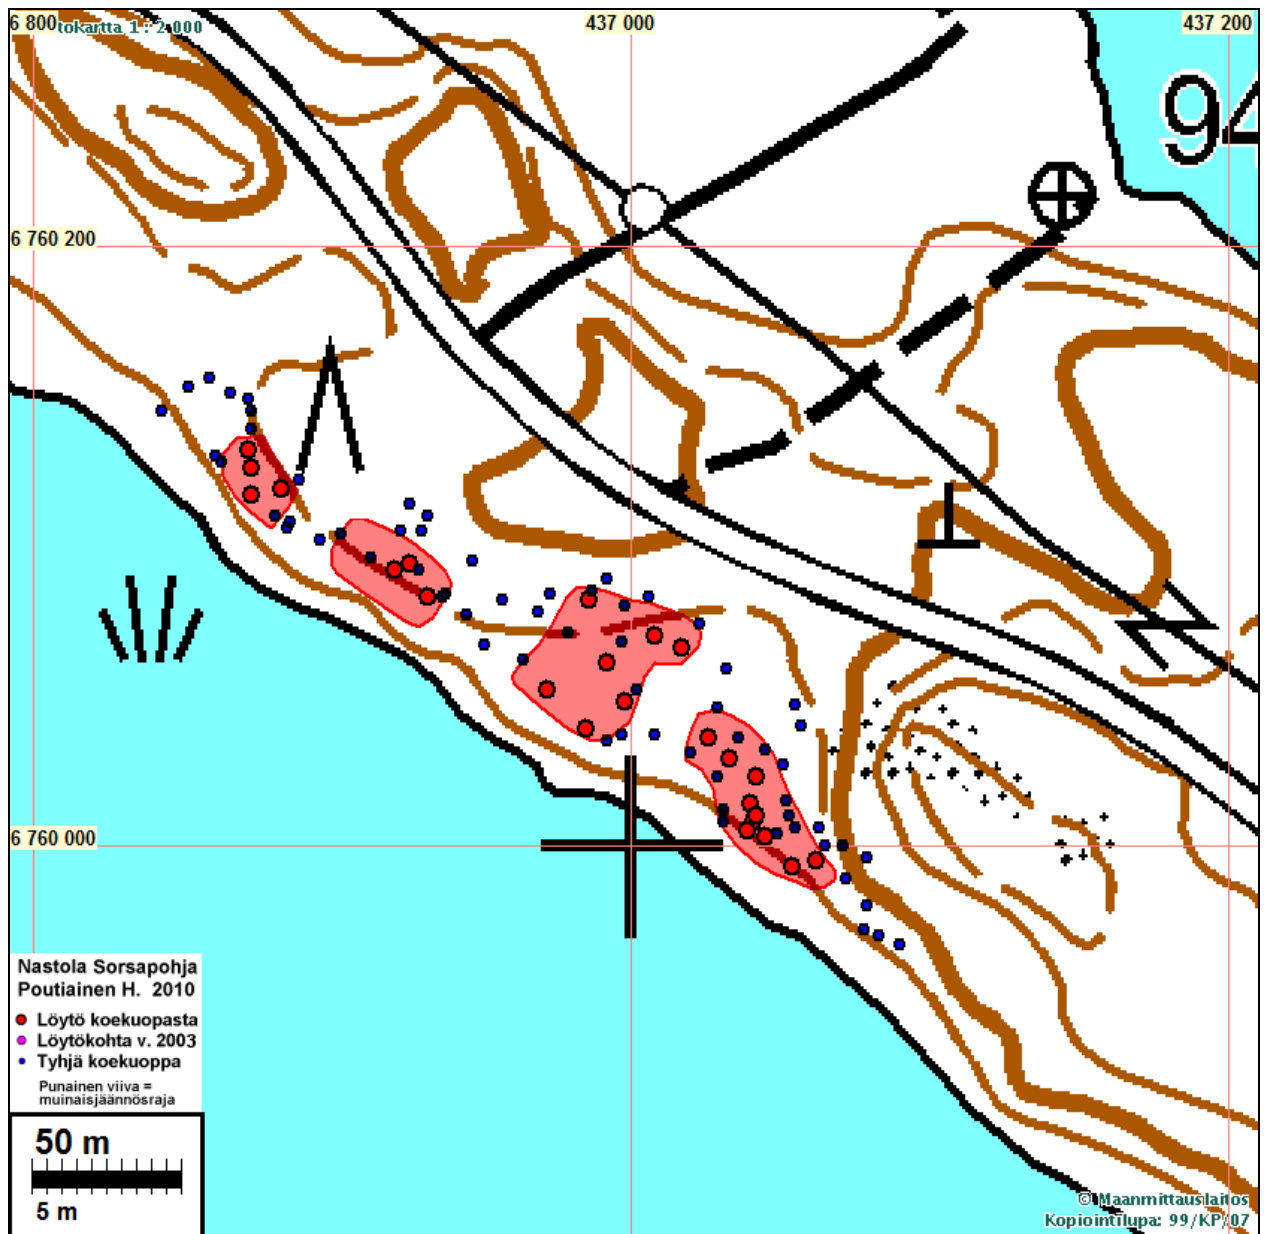 6 800
tokartta 1 : 2 000
437 000
437 200
94
6 760 200
6 760 000
Nastola Sorsapohja
Poutiainen H. 2010
Löytö koekuopasta
Löytökohta v. 2003
Tyhjä koekuoppa
Punainen viiva =
muinaisjäännösraja
50 m
5 m
© Maanmittauslaitos
Kopiointilupa: 99/KP/07